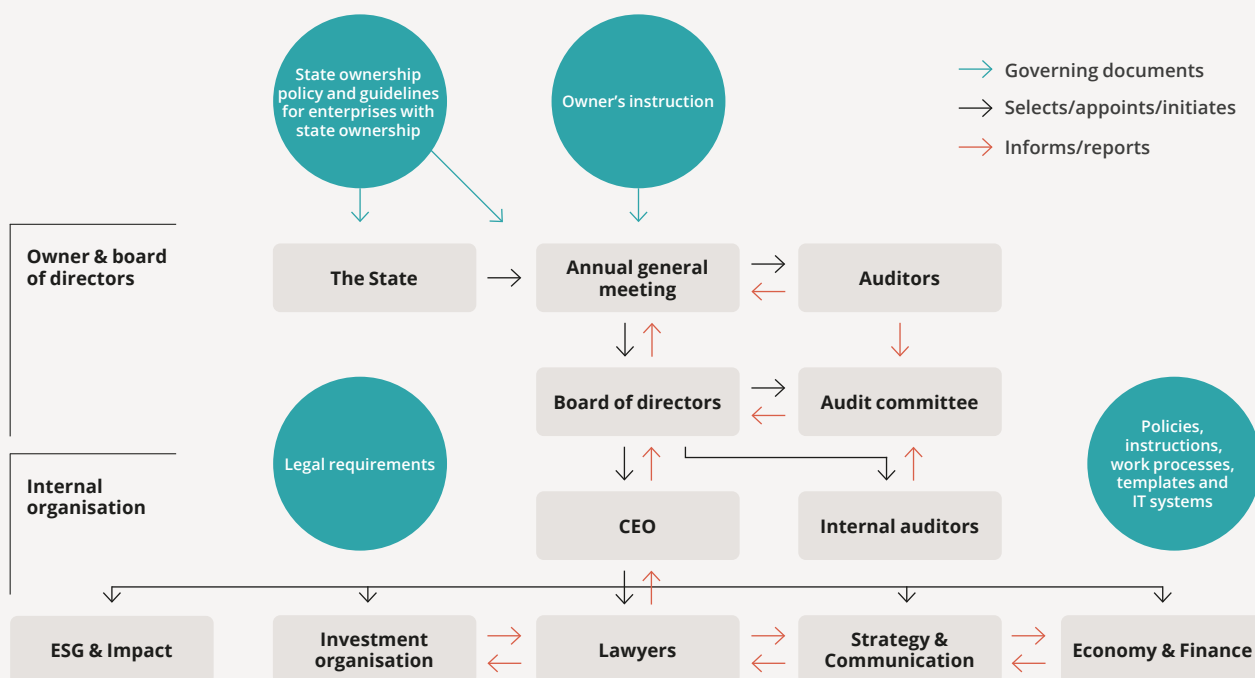 State ownership
policy and guidelines
for enterprises with
state ownership
Owner's instruction
Governing documents
Selects/appoints/initiates
Informs/reports
Owner & board
of directors
The State
Annual general
meeting
Auditors
Board of directors
Audit committee
Legal requirements
Policies,
instructions,
work processes,
templates and
IT systems
Internal
organisation
CEO
Internal auditors
ESG & Impact
Investment
organisation
Lawyers
Strategy &
Communication
Economy & Finance